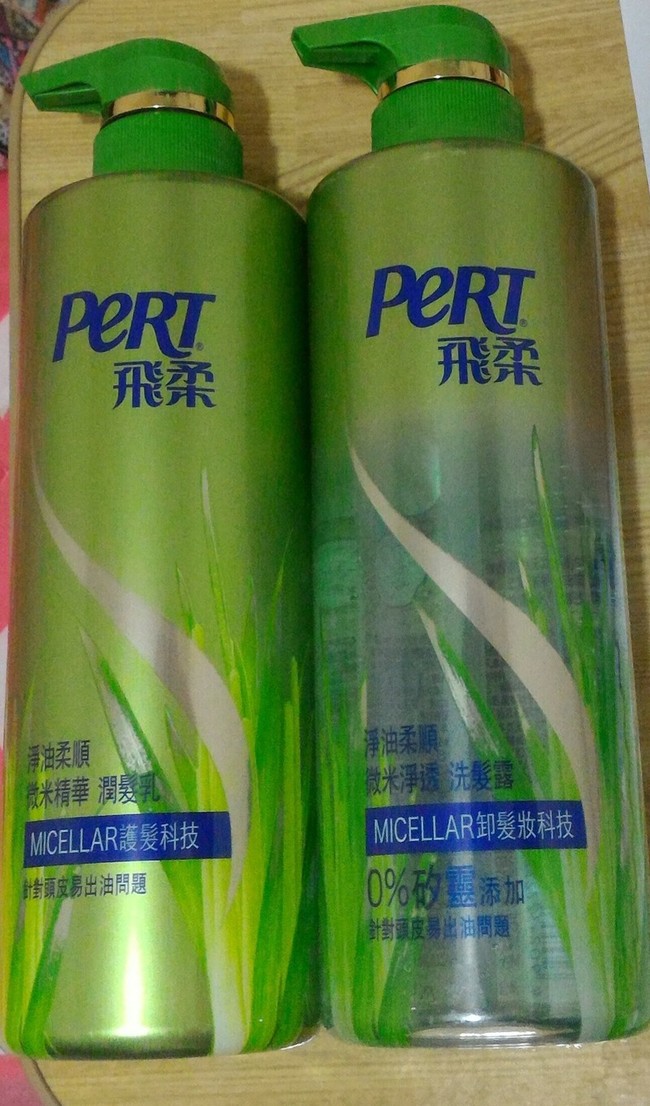 PERT
飛柔
淨油柔順
微米精華 潤髮乳
MICELLAR護髮科技
針對頭皮易出油問題
PERT
飛柔
淨油柔順
微米淨透 洗髮露
MICELLAR卸髮妝科技
0%矽靈添加
針對頭皮易出油問題